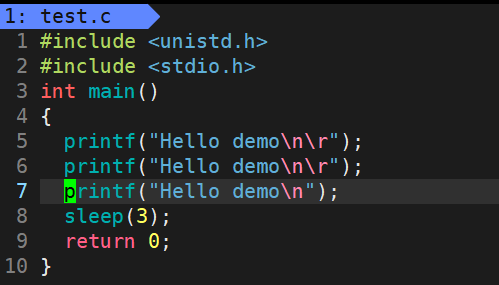 1: test.c
1 #include <unistd.h>
2 #include <stdio.h>
3 int main()
4 {
5   printf("Hello demo\n\r");
6   printf("Hello demo\n\r");
7   printf("Hello demo\n");
8   sleep(3);
9   return 0;
10 }